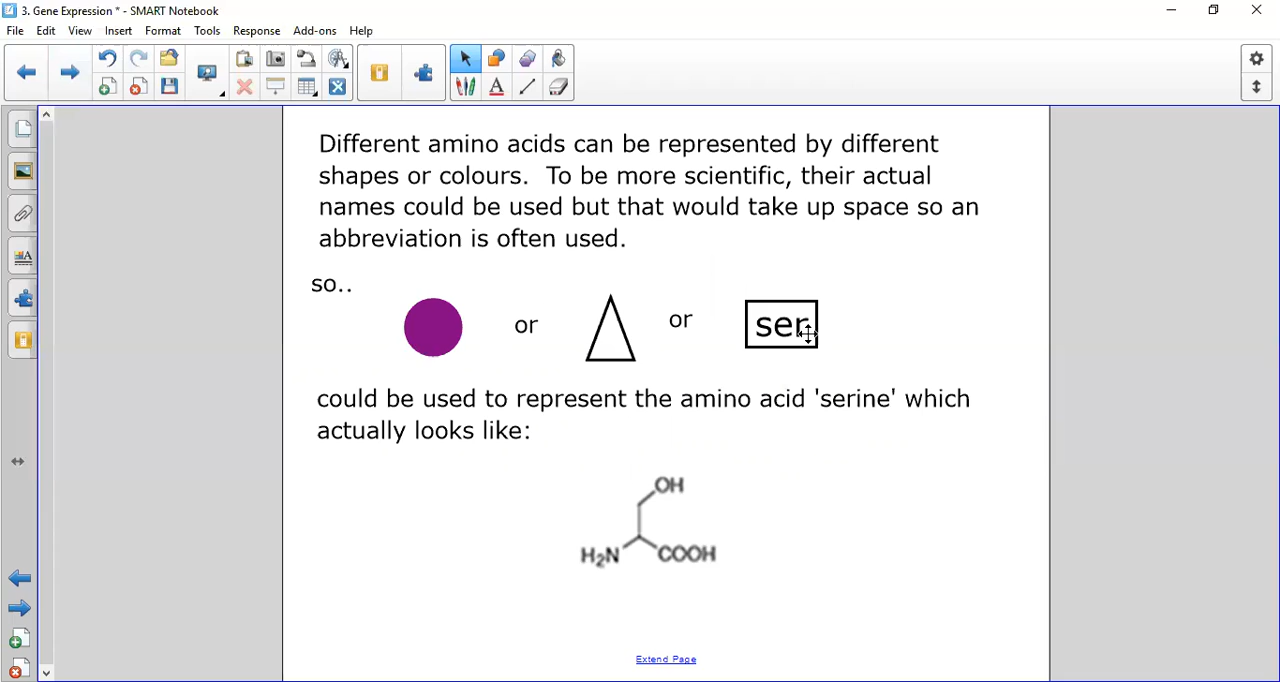 3. Gene Expression * - SMART Notebook
File Edit View Insert Format Tools Response Add-ons Help
Different amino acids can be represented by different
shapes or colours. To be more scientific, their actual
names could be used but that would take up space so an
abbreviation is often used.
so..
or or ser
could be used to represent the amino acid 'serine' which
actually looks like:
OH
H₂N COOH
Extend Page